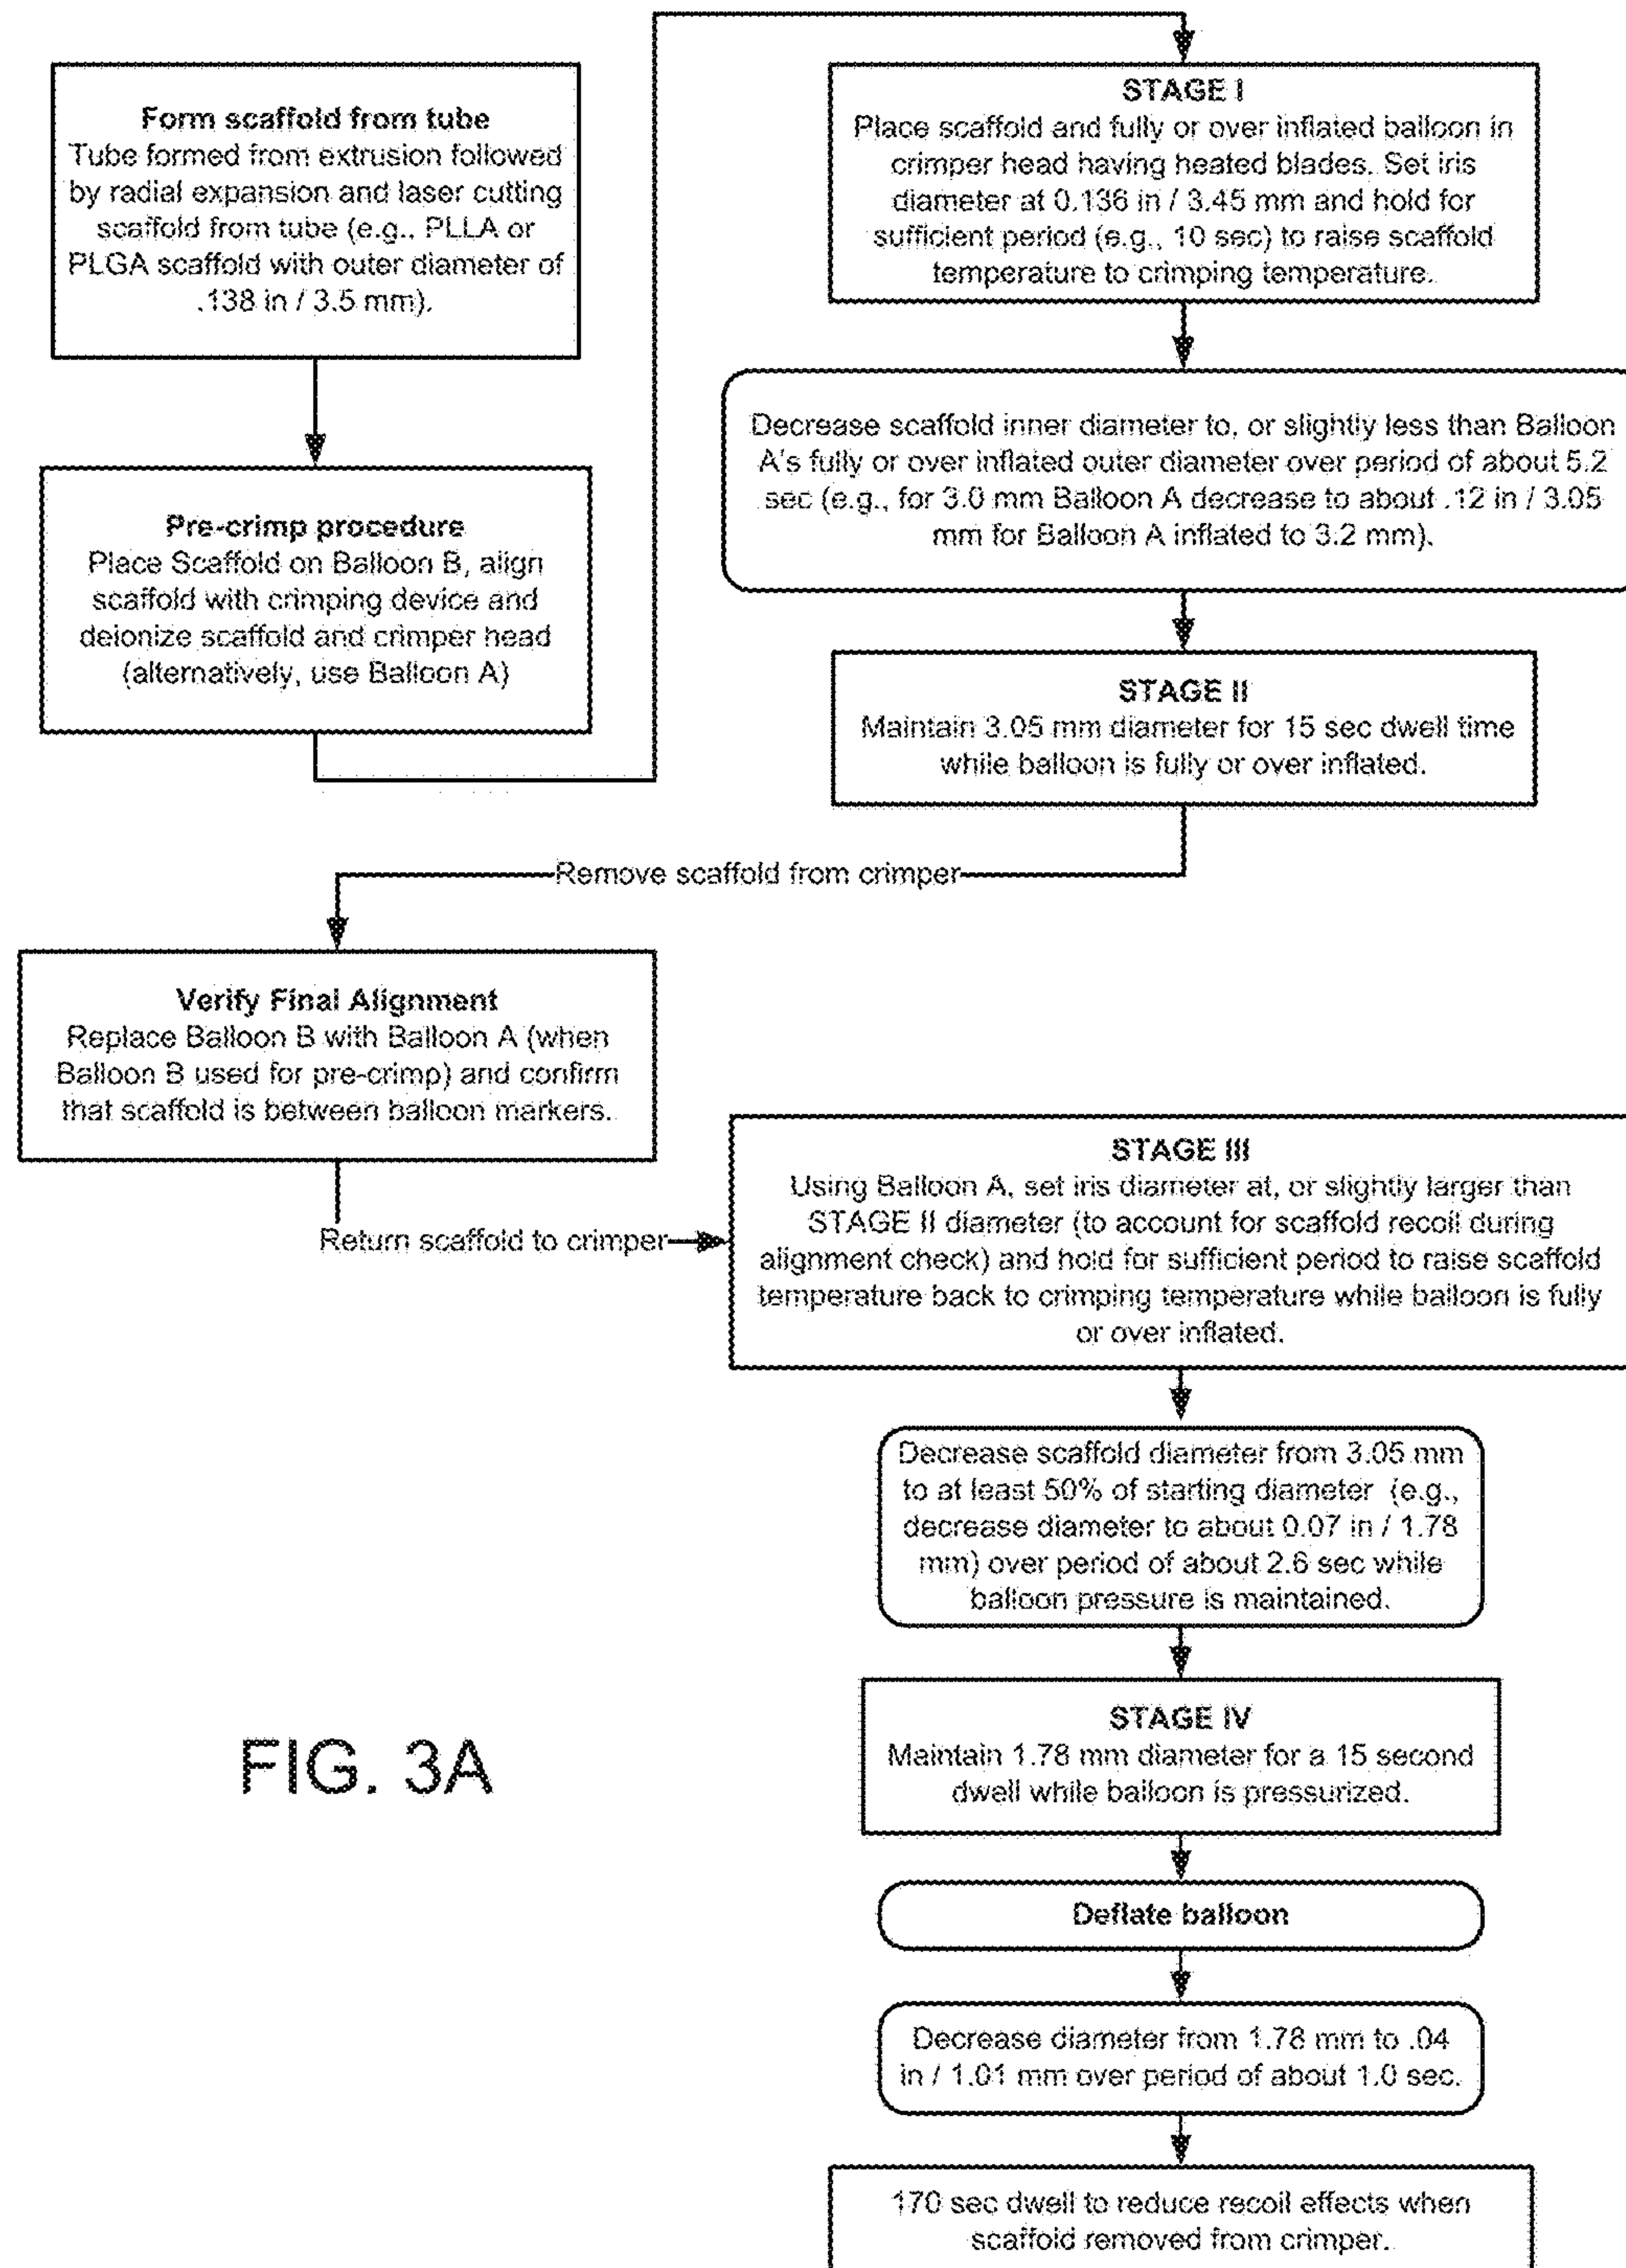 Form scaffold from tube
Tube formed from extrusion followed
by radial expansion and laser cutting
scaffold from tube (e.g., PLLA or
PLGA scaffold with outer diameter of
.138 in / 3.5 mm).
Pre-crimp procedure
Place Scaffold on Balloon B, align
scaffold with crimping device and
deionize scaffold and crimper head
(alternatively, use Balloon A)
STAGE I
Place scaffold and fully or over inflated balloon in
crimper head having heated blades. Set iris
diameter at 0.136 in / 3.45 mm and hold for
sufficient period (e.g., 10 sec) to raise scaffold
temperature to crimping temperature.
Decrease scaffold inner diameter to, or slightly less than Balloon
A's fully or over inflated outer diameter over period of about 5.2
sec (e.g., for 3.0 mm Balloon A decrease to about .12 in / 3.05
mm for Balloon A inflated to 3.2 mm).
STAGE II
Maintain 3.05 mm diameter for 15 sec dwell time
while balloon is fully or over inflated.
Remove scaffold from crimper
Verify Final Alignment
Replace Balloon B with Balloon A (when
Balloon B used for pre-crimp) and confirm
that scaffold is between balloon markers.
Return scaffold to crimper
STAGE III
Using Balloon A, set iris diameter at, or slightly larger than
STAGE II diameter (to account for scaffold recoil during
alignment check) and hold for sufficient period to raise scaffold
temperature back to crimping temperature while balloon is fully
or over inflated.
Decrease scaffold diameter from 3.05 mm
to at least 50% of starting diameter (e.g.,
decrease diameter to about 0.07 in / 1.78
mm) over period of about 2.6 sec while
balloon pressure is maintained.
STAGE IV
Maintain 1.78 mm diameter for a 15 second
dwell while balloon is pressurized.
Deflate balloon
Decrease diameter from 1.78 mm to .04
in / 1.01 mm over period of about 1.0 sec.
170 sec dwell to reduce recoil effects when
scaffold removed from crimper.
FIG. 3A